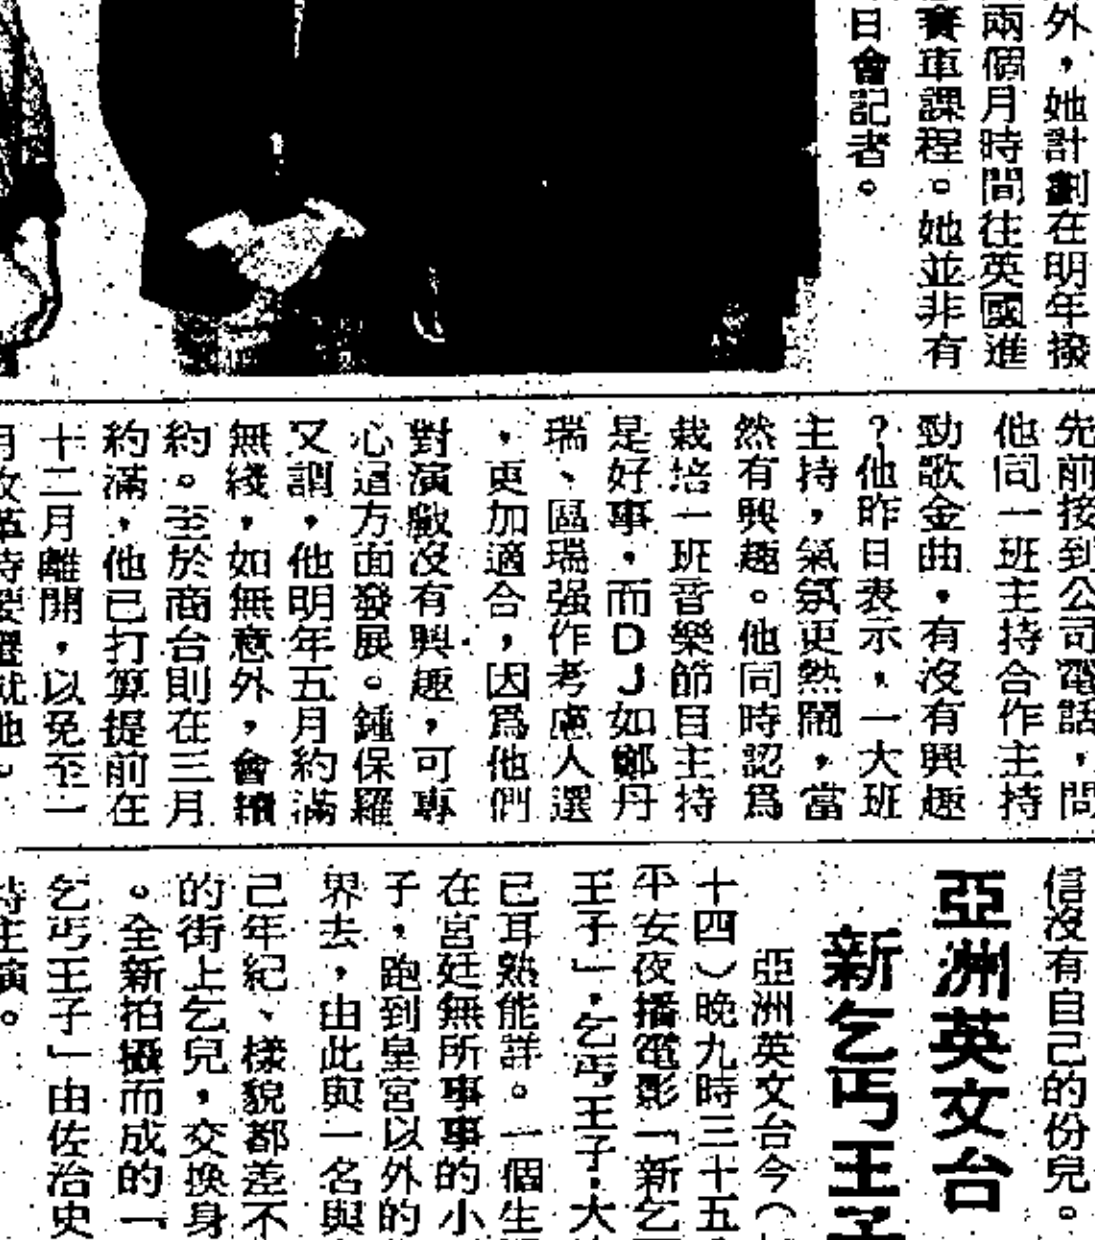 外，她計劃在明年撥
兩個月時間往英國進
賽車課程。她並非有
日會記者。
先前接到公司電話，問
他同一班主持合作主持
勁歌金曲，有沒有興趣
？他昨日表示，一大班
主持，氣氛更熱鬧，當
然有興趣。他同時認爲
栽培一班音樂節目主持
是好事，而DJ如鄭丹
瑞、區瑞强作考慮人選
，更加適合，因爲他們
對演戲沒有興趣，可專
心這方面發展。鍾保羅
又謂，他明年五月約滿
無綫，如無意外，會續
約。至於商台則在三月
約滿，他已打算提前在
十二月離開，以免至一
月改革時要遷就他。
信沒有自己的份兒。
亞洲英文台
新乞丐王子
亞洲英文台今（
十四）晚九時三十五
平安夜播電影「新乞
王子」，乞丐王子，大
已耳熟能詳。一個生
在宮廷無所事事的小
子，跑到皇宮以外的
界去，由此與一名與
己年紀、樣貌都差不
的街上乞兒，交換身
。全新拍攝而成的「
乞丐王子」由佐治史
特主演。